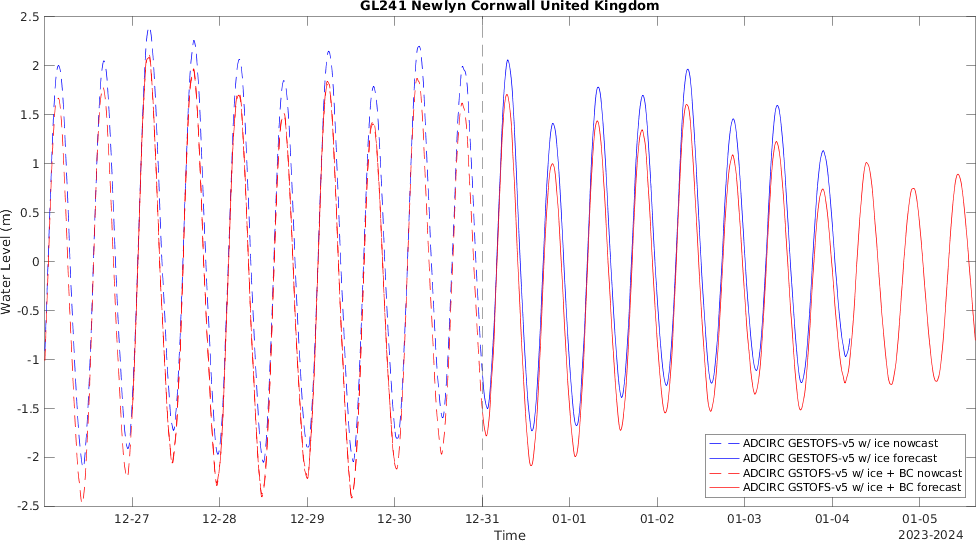 GL241 Newlyn Cornwall United Kingdom
2.5
2
1.5
1
0.5
0
-0.5
-1
-1.5
-2
-2.5
Water Level (m)
12-27 12-28 12-29 12-30 12-31 01-01 01-02 01-03 01-04 01-05
Time
2023-2024
ADCIRC GESTOFS-v5 w/ ice nowcast
ADCIRC GESTOFS-v5 w/ ice forecast
ADCIRC GSTOFS-v5 w/ ice + BC nowcast
ADCIRC GSTOFS-v5 w/ ice + BC forecast